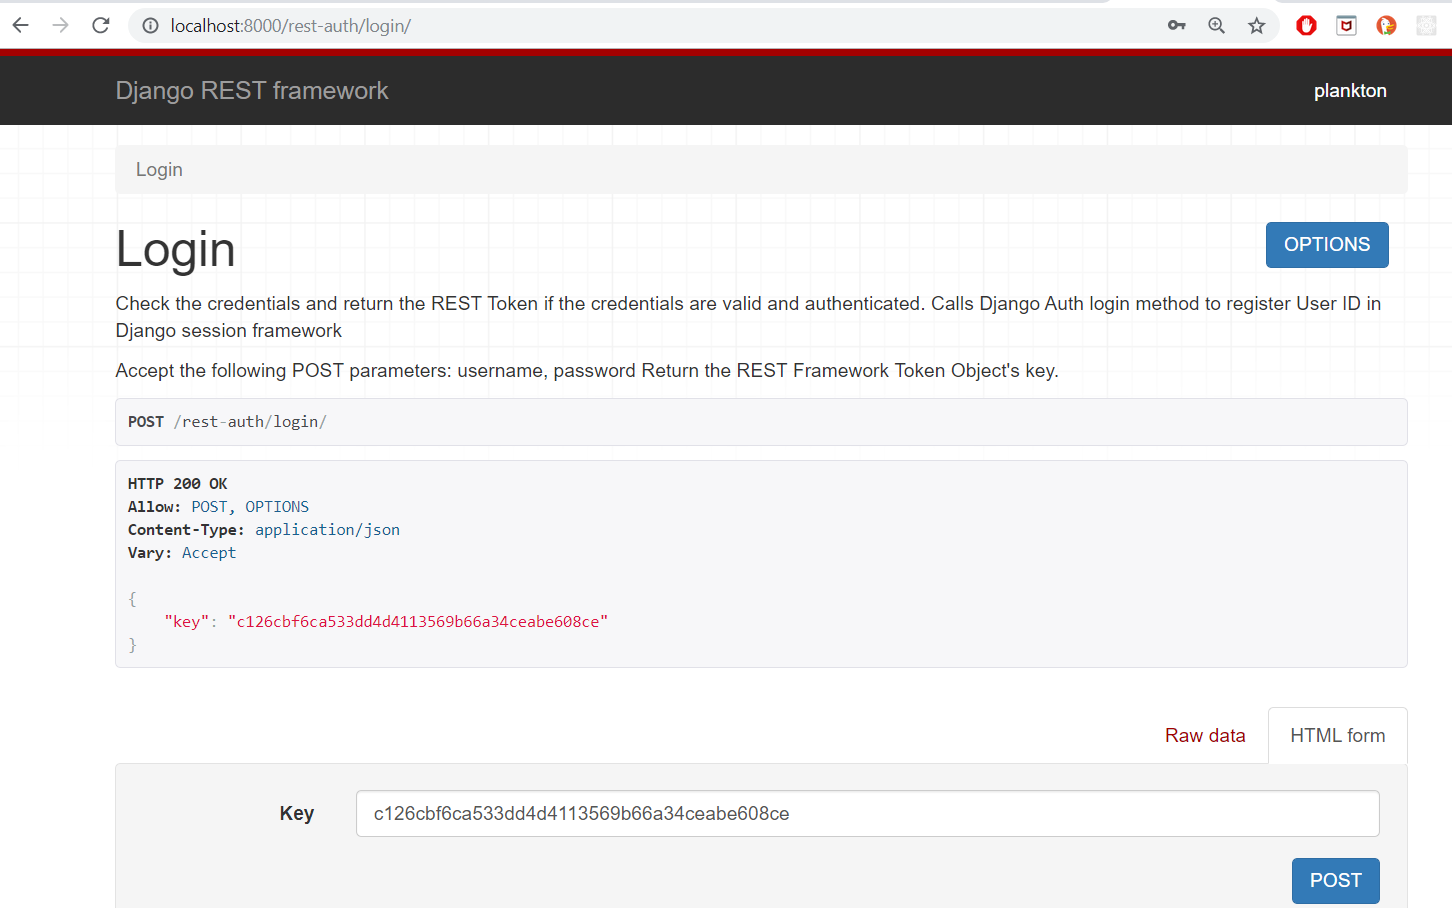 localhost:8000/rest-auth/login/
Django REST framework
plankton
Login
Login
OPTIONS
Check the credentials and return the REST Token if the credentials are valid and authenticated. Calls Django Auth login method to register User ID in
Django session framework
Accept the following POST parameters: username, password Return the REST Framework Token Object's key.
POST /rest-auth/login/
HTTP 200 OK
Allow: POST, OPTIONS
Content-Type: application/json
Vary: Accept
{
"key": "c126cbf6ca533dd4d4113569b66a34ceabe608ce"
}
Raw data
HTML form
Key
c126cbf6ca533dd4d4113569b66a34ceabe608ce
POST